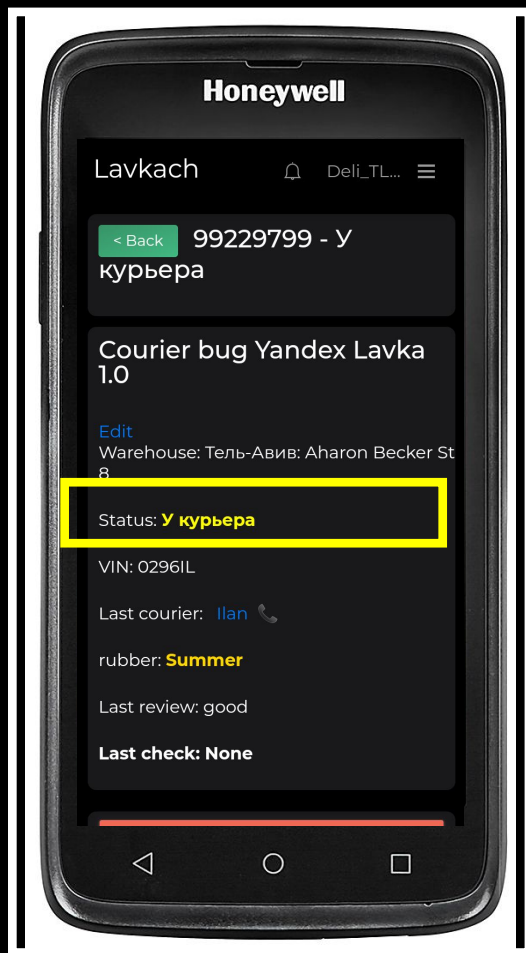 Honeywell
Lavkach
Deli_TL...
< Back 99229799 - У
курьера
Courier bug Yandex Lavka
1.0
Edit
Warehouse: Тель-Авив: Aharon Becker St
8
Status: У курьера
VIN: 0296IL
Last courier: Ilan
rubber: Summer
Last review: good
Last check: None